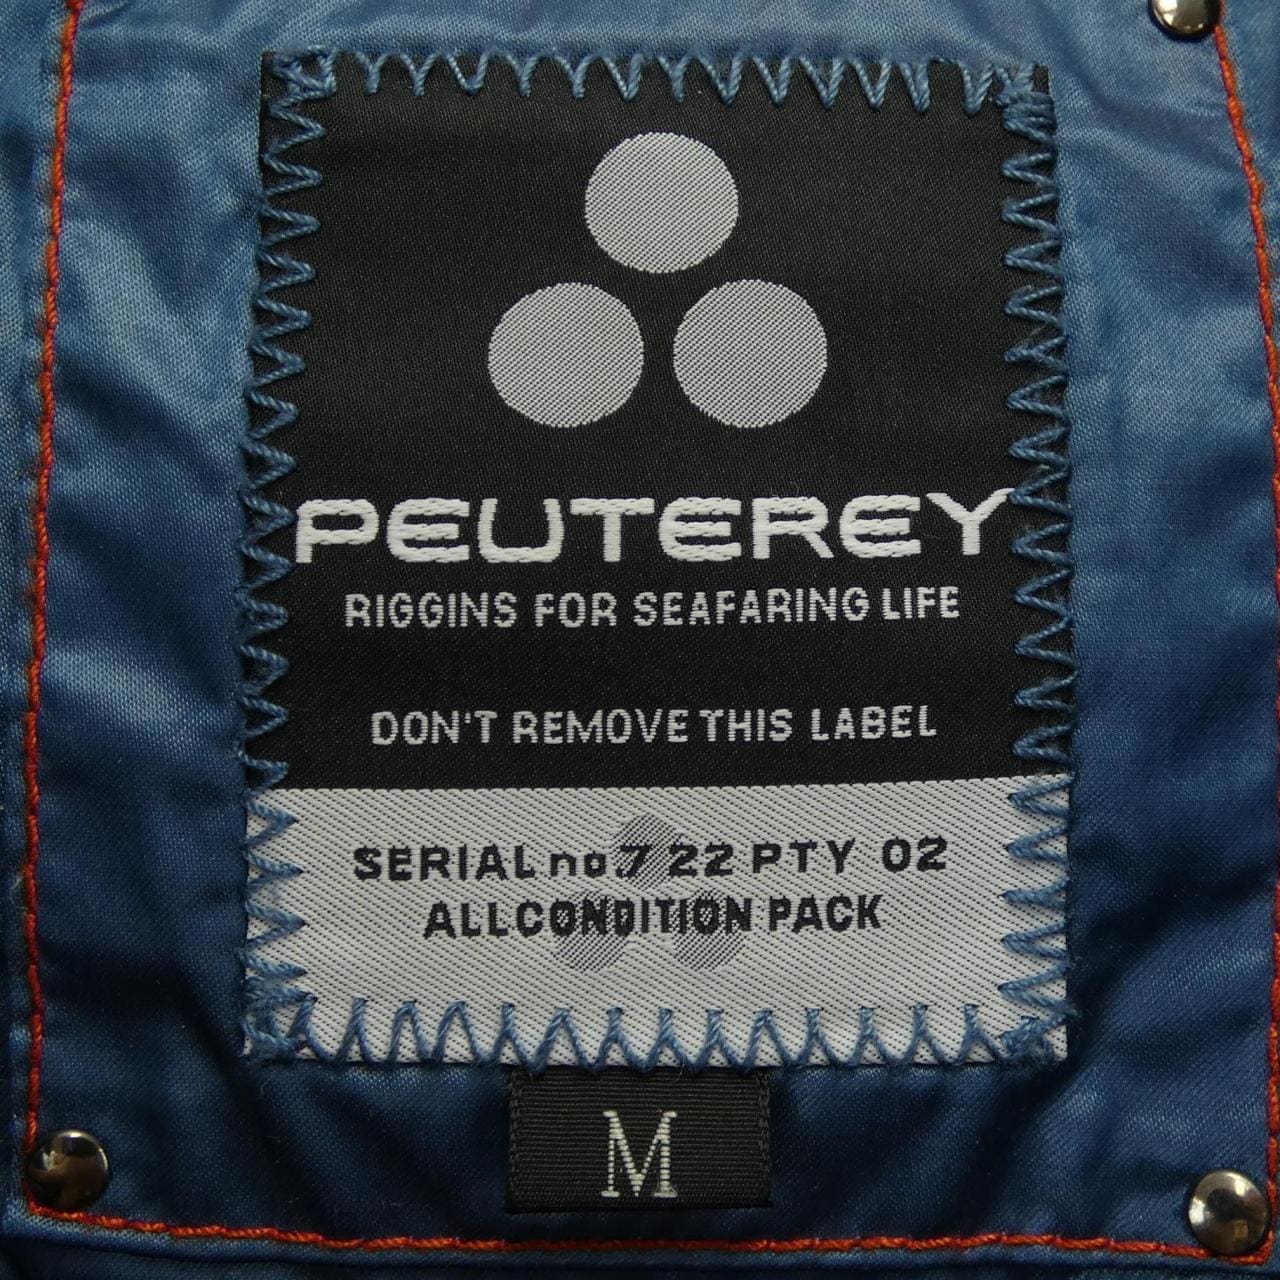 PEUTEREY
RIGGINS FOR SEAFARING LIFE
DON'T REMOVE THIS LABEL
SERIAL no 7 22 PTY 02
ALLCONDITION PACK
M